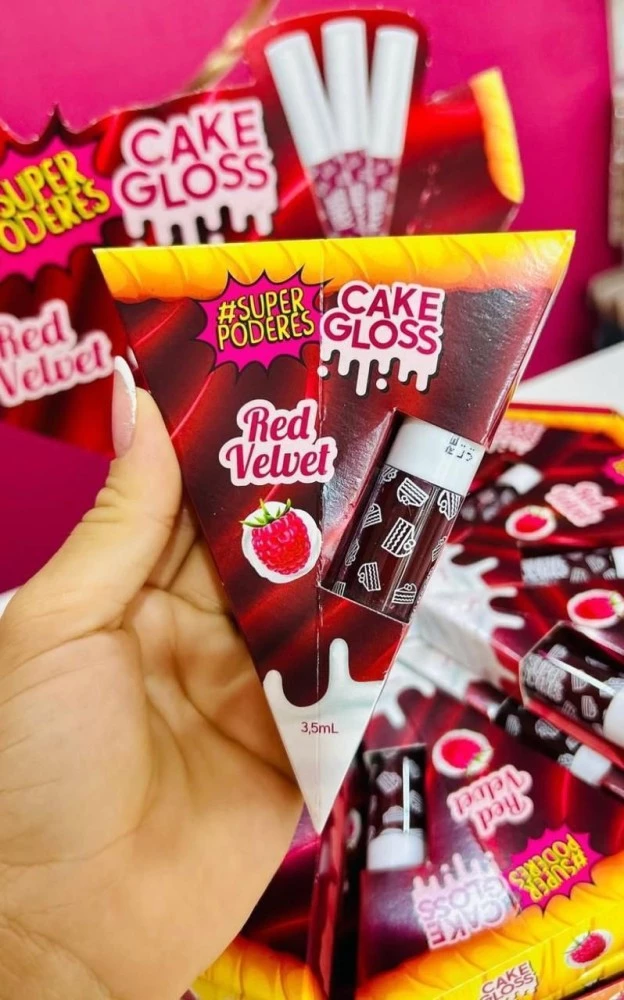 SUPER
PODERES
CAKE
GLOSS
Red
Velvet
#SUPER
PODERES
CAKE
GLOSS
Red
Velvet
3,5mL
Red
Velvet
#SUPER
PODERES
CAKE
GLOSS
CAKE
GLOSS